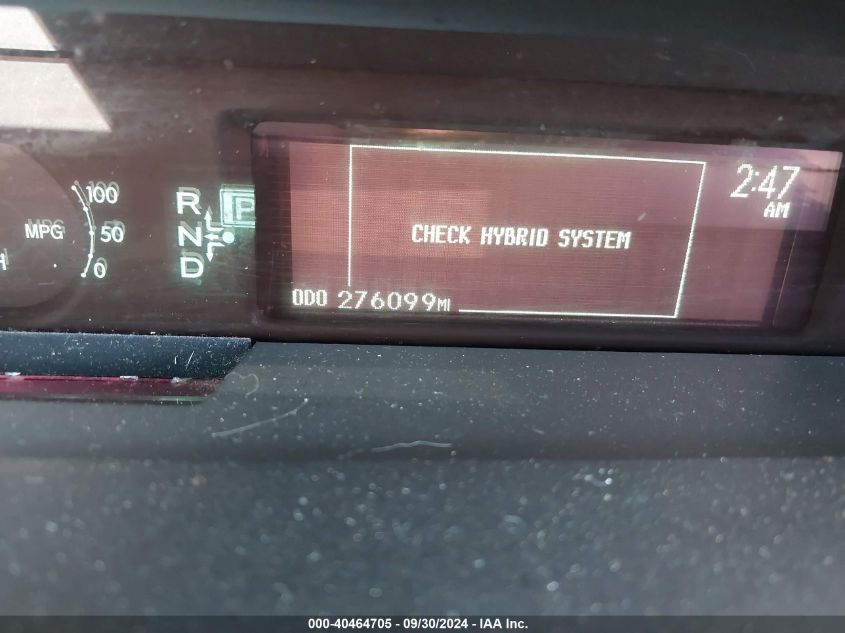 100
MPG 50
0
H
R P
N
D
CHECK HYBRID SYSTEM
2:47
AM
ODO 276099MI
000-40464705 - 09/30/2024 - IAA Inc.